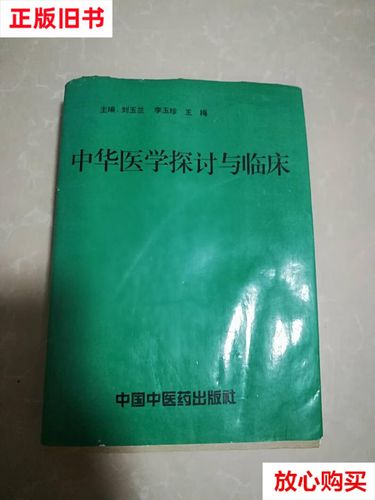 正版旧书
主编 刘玉兰 李玉珍 王梅
中华医学探讨与临床
中国中医药出版社
放心购买